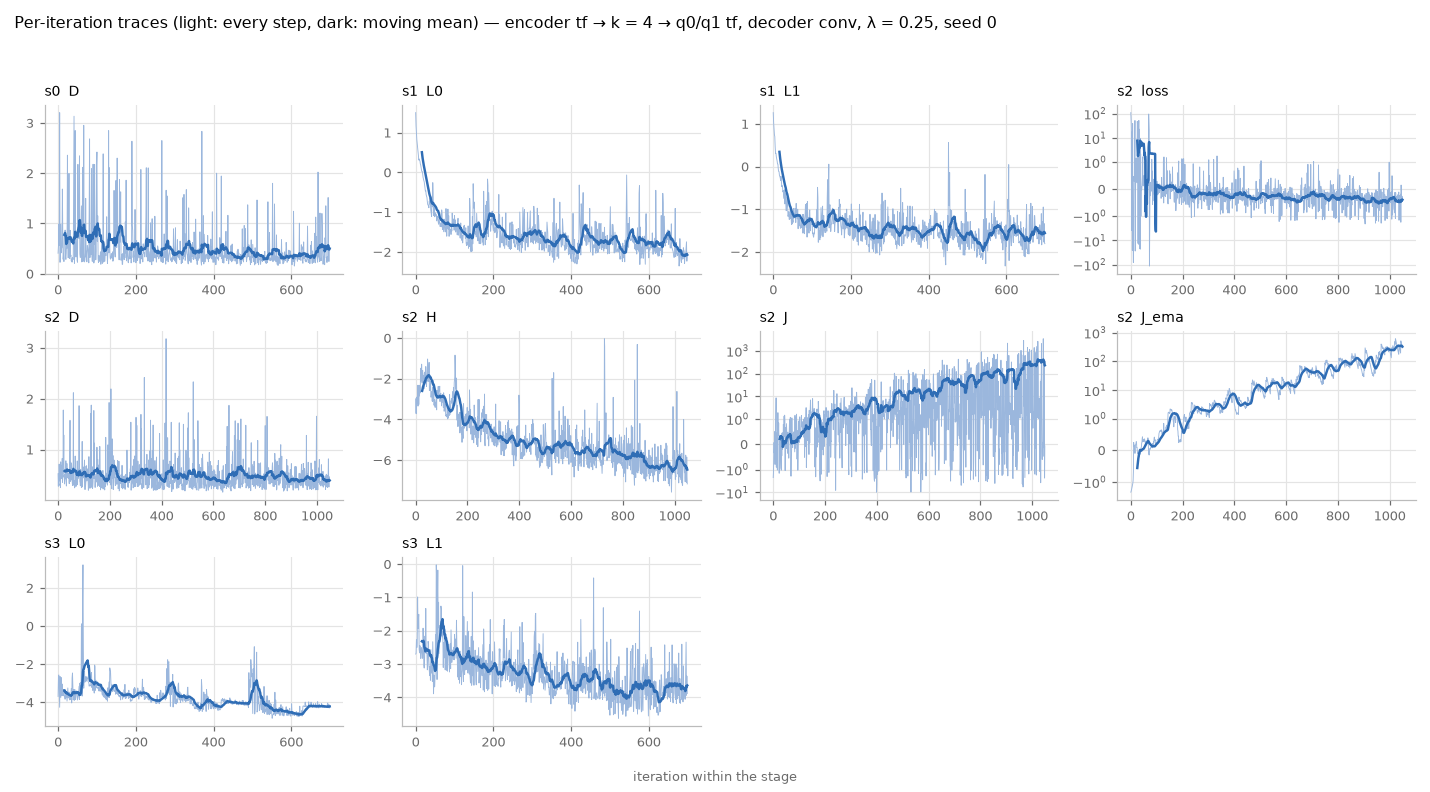 Per-iteration traces (light: every step, dark: moving mean) — encoder tf → k = 4 → q0/q1 tf, decoder conv, λ = 0.25, seed 0
s0 D
3
2
1
0
0 200 400 600
s1 L0
1
0
−1
−2
0 200 400 600
s1 L1
1
0
−1
−2
0 200 400 600
s2 loss
10²
10¹
10⁰
0
−10⁰
−10¹
−10²
0 200 400 600 800 1000
s2 D
3
2
1
0 200 400 600 800 1000
s2 H
0
−2
−4
−6
0 200 400 600 800 1000
s2 J
10³
10²
10¹
10⁰
0
−10⁰
−10¹
0 200 400 600 800 1000
s2 J_ema
10³
10²
10¹
10⁰
0
−10⁰
0 200 400 600 800 1000
s3 L0
2
0
−2
−4
0 200 400 600
s3 L1
0
−1
−2
−3
−4
0 200 400 600
iteration within the stage